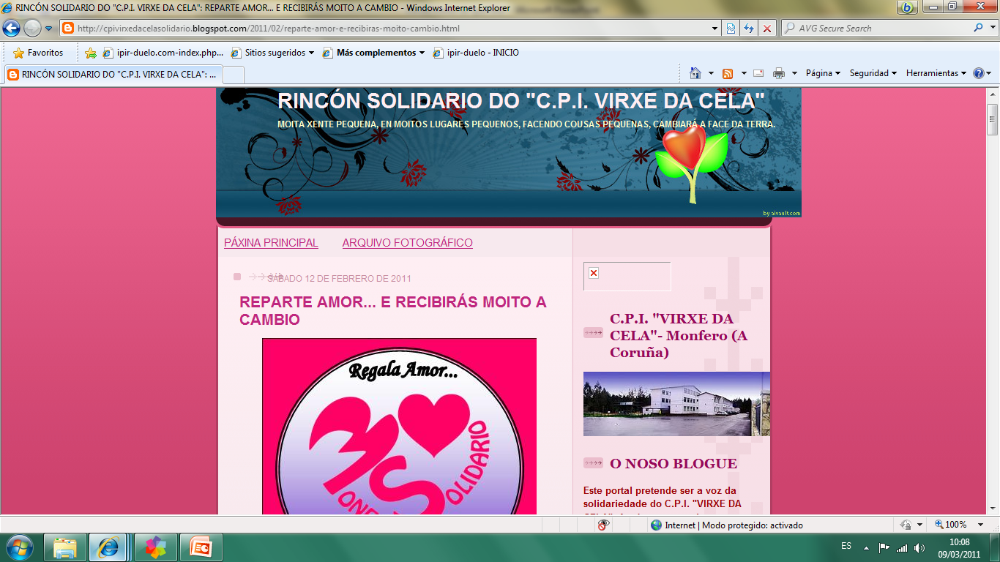 RINCÓN SOLIDARIO DO "C.P.I. VIRXE DA CELA": REPARTE AMOR... E RECIBIRÁS MOITO A CAMBIO - Windows Internet Explorer
http://cpivirxedacelasolidario.blogspot.com/2011/02/reparte-amor-e-recibiras-moito-cambio.html
AVG Secure Search
Favoritos
ipir-duelo.com-index.php...
Sitios sugeridos
Más complementos
ipir-duelo - INICIO
RINCÓN SOLIDARIO DO "C.P.I. VIRXE DA CELA": ...
Página
Seguridad
Herramientas
RINCÓN SOLIDARIO DO "C.P.I. VIRXE DA CELA"
MOITA XENTE PEQUENA, EN MOITOS LUGARES PEQUENOS, FACENDO COUSAS PEQUENAS, CAMBIARÁ A FACE DA TERRA.
by aivault.com
PÁXINA PRINCIPAL
ARQUIVO FOTOGRÁFICO
SÁBADO 12 DE FEBRERO DE 2011
REPARTE AMOR... E RECIBIRÁS MOITO A
CAMBIO
Regala Amor...
SOLIDARIO
C.P.I. "VIRXE DA
CELA"- Monfero (A
Coruña)
O NOSO BLOGUE
Este portal pretende ser a voz da
solidariedade do C.P.I. "VIRXE DA
Internet | Modo protegido: activado
100%
ES
10:08
09/03/2011